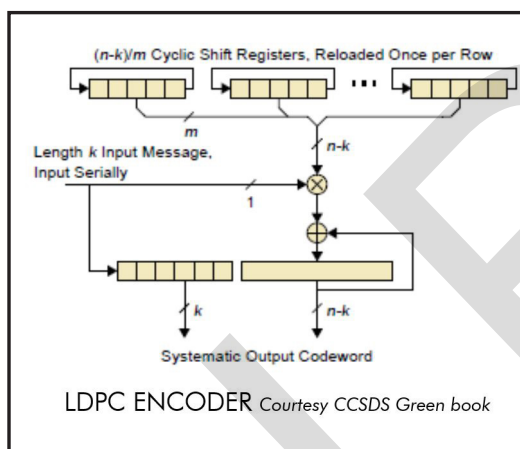 (n-k)/m Cyclic Shift Registers, Reloaded Once per Row
m
n-k
Length k Input Message,
Input Serially
1
k
n-k
Systematic Output Codeword
LDPC ENCODER Courtesy CCSDS Green book